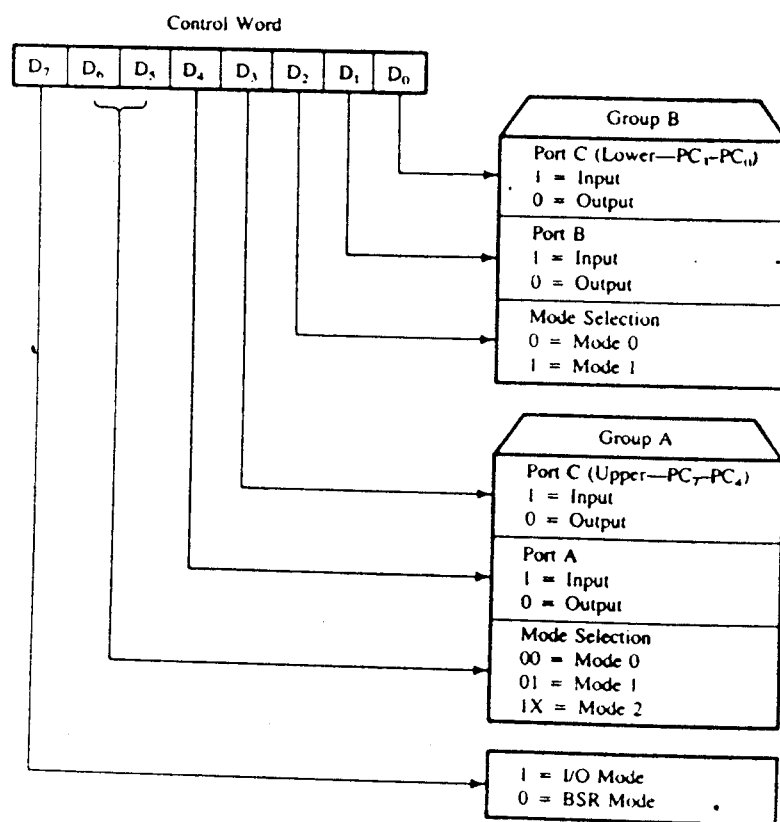 Control Word
D₇ D₆ D₅ D₄ D₃ D₂ D₁ D₀
Group B
Port C (Lower—PC₃–PC₀)
1 = Input
0 = Output
Port B
1 = Input
0 = Output
Mode Selection
0 = Mode 0
1 = Mode 1
Group A
Port C (Upper—PC₇–PC₄)
1 = Input
0 = Output
Port A
1 = Input
0 = Output
Mode Selection
00 = Mode 0
01 = Mode 1
1X = Mode 2
1 = I/O Mode
0 = BSR Mode